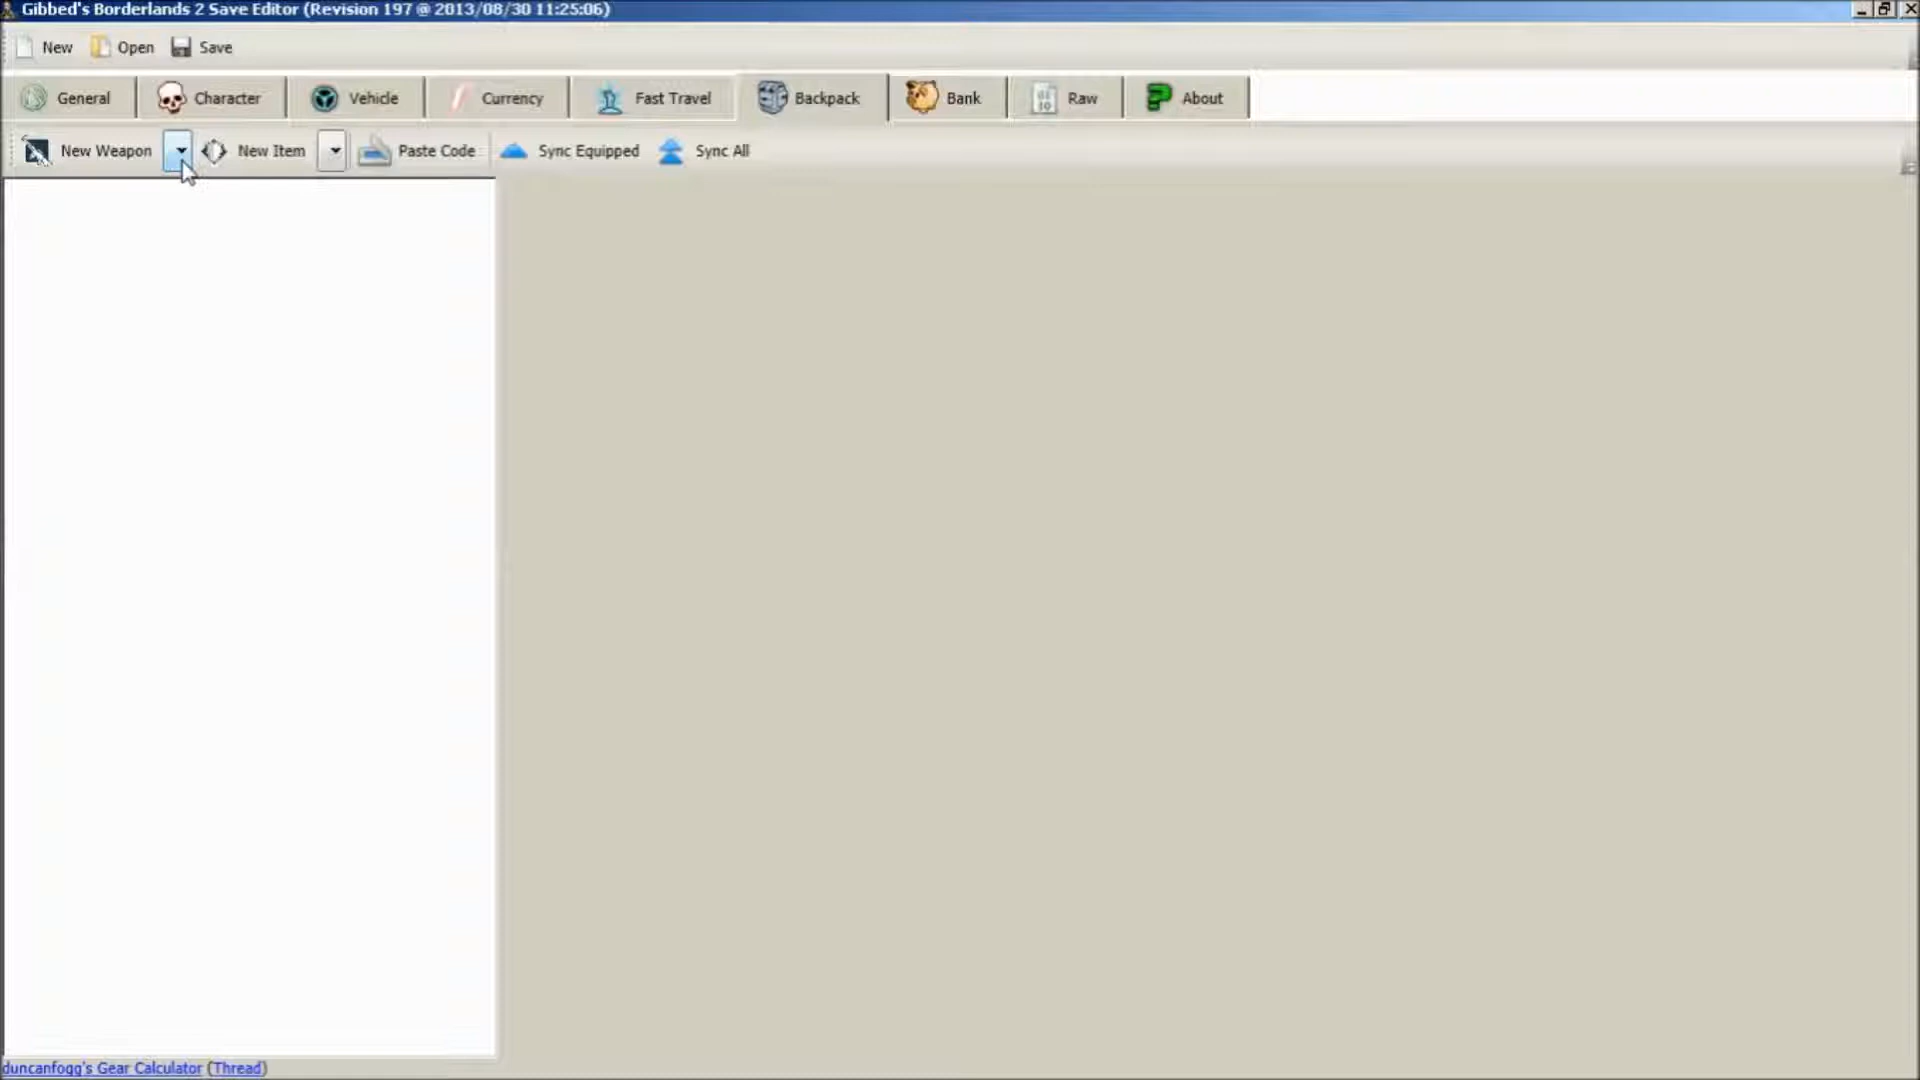 Gibbed's Borderlands 2 Save Editor (Revision 197 @ 2013/08/30 11:25:06)
New Open Save
General Character Vehicle Currency Fast Travel Backpack Bank Raw About
New Weapon New Item Paste Code Sync Equipped Sync All
duncanfogg's Gear Calculator (Thread)